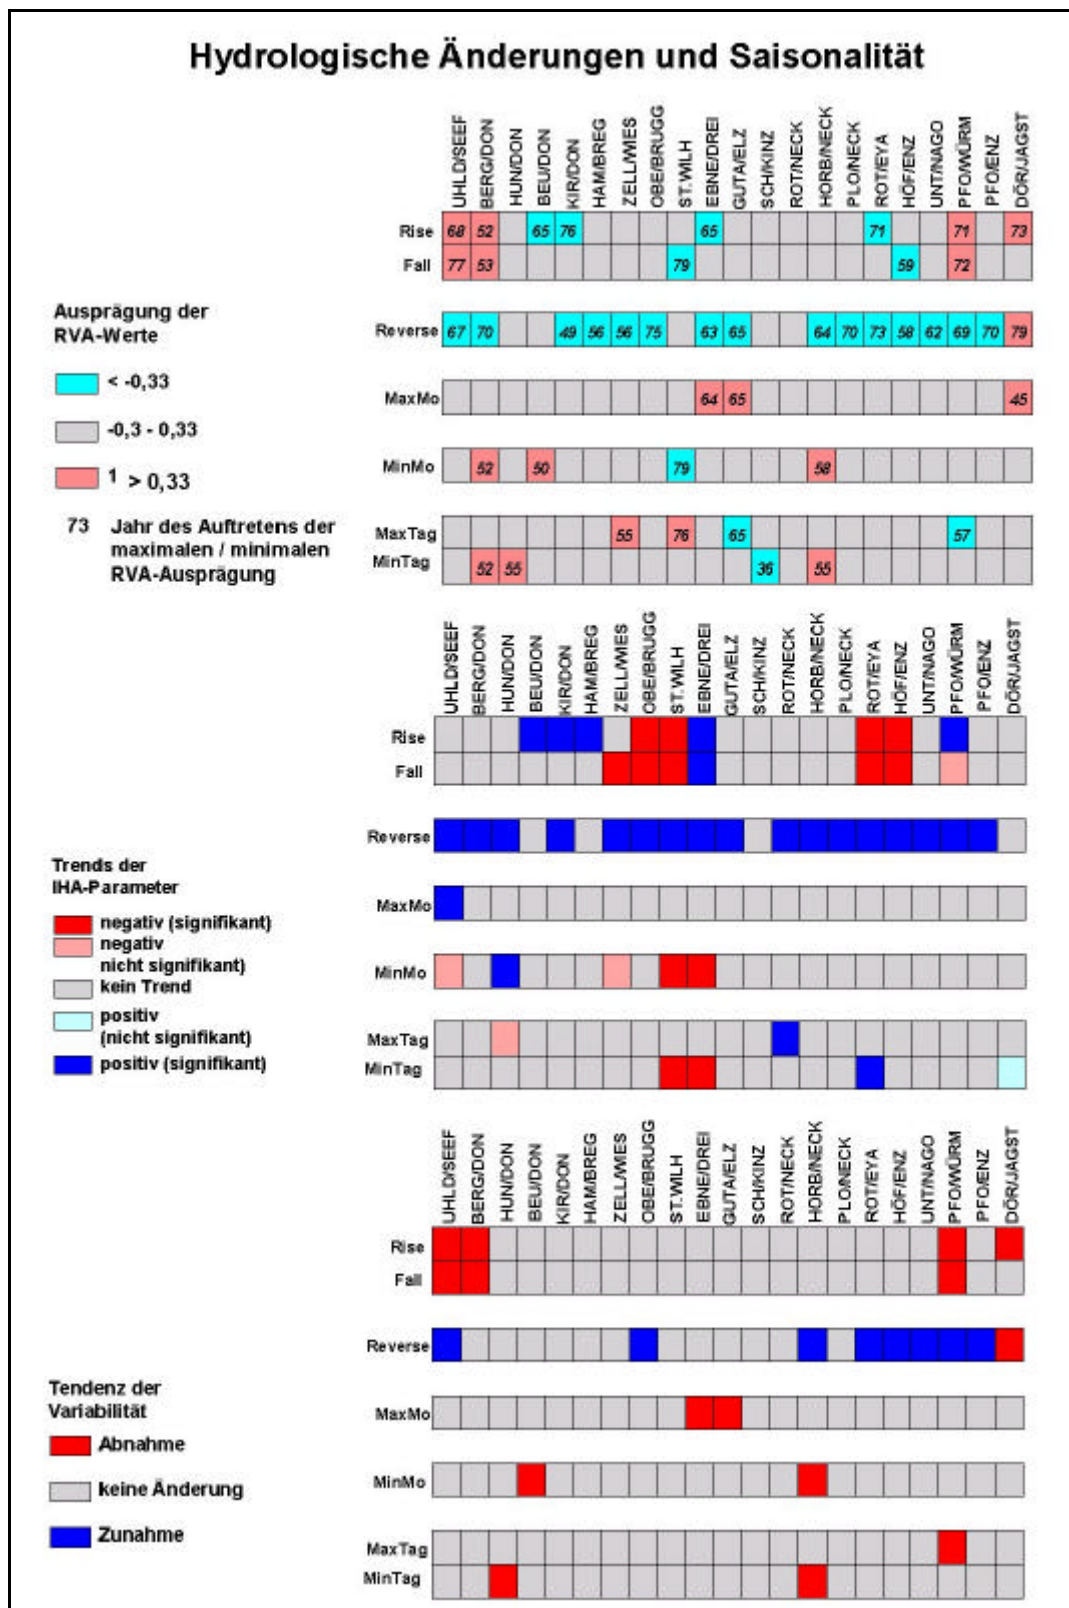 Hydrologische Änderungen und Saisonalität
UHLD/SEEF BERG/DON HUN/DON BEU/DON KIR/DON HAM/BREG ZELL/WIES OBE/BRUGG ST.WILH EBNE/DREI GUTA/ELZ SCH/KINZ ROT/NECK HORB/NECK PLO/NECK ROT/EYA HÖF/ENZ UNT/NAGO PFO/WÜRM PFO/ENZ DÖR/JAGST
Rise 68 52 65 76 65 71 71 73
Fall 77 53 79 59 72
Reverse 67 70 49 56 56 75 63 65 64 70 73 58 62 69 70 79
MaxMo 64 65 45
MinMo 52 50 79 58
MaxTag 55 76 65 57
MinTag 52 55 36 55
Ausprägung der
RVA-Werte
< -0,33
-0,3 - 0,33
1 > 0,33
73 Jahr des Auftretens der
maximalen / minimalen
RVA-Ausprägung
UHLD/SEEF BERG/DON HUN/DON BEU/DON KIR/DON HAM/BREG ZELL/WIES OBE/BRUGG ST.WILH EBNE/DREI GUTA/ELZ SCH/KINZ ROT/NECK HORB/NECK PLO/NECK ROT/EYA HÖF/ENZ UNT/NAGO PFO/WÜRM PFO/ENZ DÖR/JAGST
Rise
Fall
Reverse
MaxMo
MinMo
MaxTag
MinTag
Trends der
IHA-Parameter
negativ (signifikant)
negativ
nicht signifikant)
kein Trend
positiv
(nicht signifikant)
positiv (signifikant)
UHLD/SEEF BERG/DON HUN/DON BEU/DON KIR/DON HAM/BREG ZELL/WIES OBE/BRUGG ST.WILH EBNE/DREI GUTA/ELZ SCH/KINZ ROT/NECK HORB/NECK PLO/NECK ROT/EYA HÖF/ENZ UNT/NAGO PFO/WÜRM PFO/ENZ DÖR/JAGST
Rise
Fall
Reverse
MaxMo
MinMo
MaxTag
MinTag
Tendenz der
Variabilität
Abnahme
keine Änderung
Zunahme